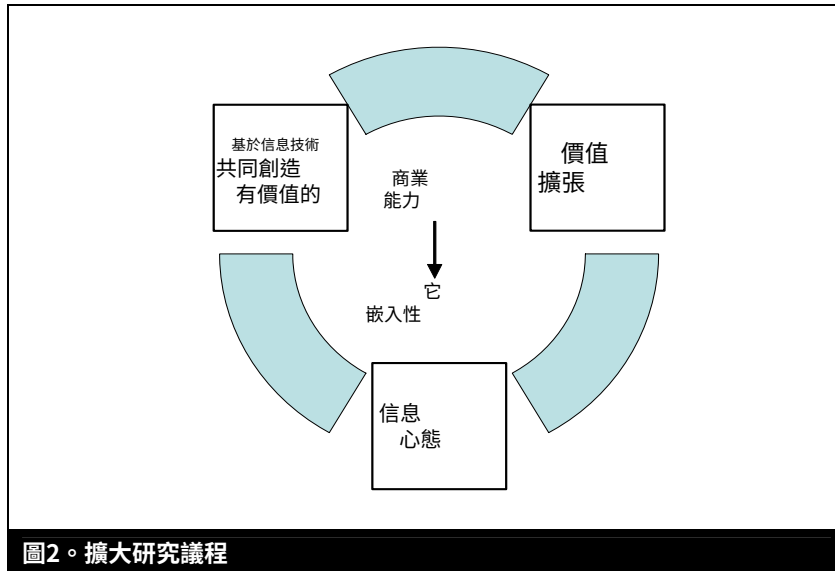 基於信息技術
共同創造
有價值的
價值
擴張
商業
能力
它
嵌入性
信息
心態
圖2。擴大研究議程